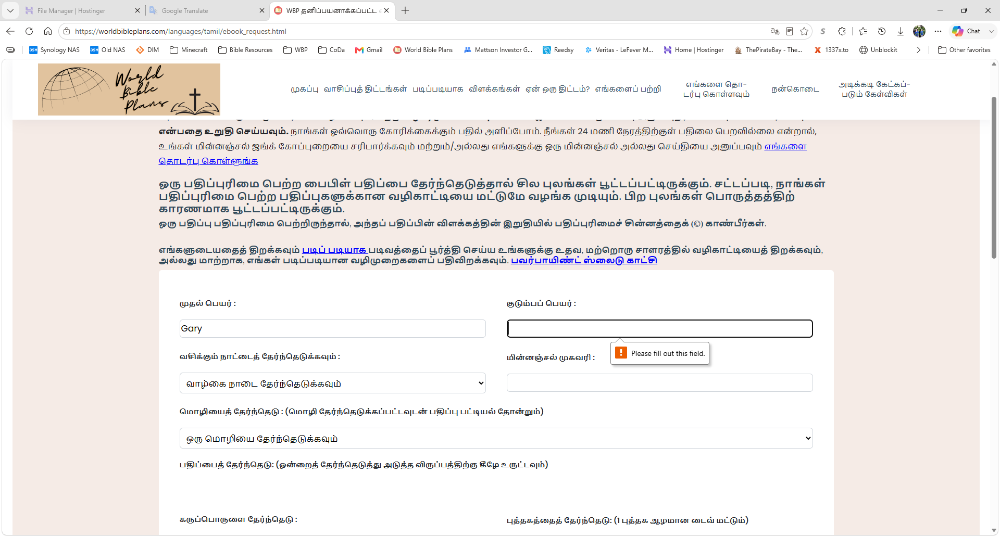 File Manager | Hostinger
Google Translate
WBP தனிப்பயனாக்கப்பட்ட
https://worldbibleplans.com/languages/tamil/ebook_request.html
Chat
Synology NAS
Old NAS
DIM
Minecraft
Bible Resources
WBP
CoDa
Gmail
World Bible Plans
Mattson Investor G...
Reedsy
Veritas - LeFever M...
Home | Hostinger
ThePirateBay - The...
1337x.to
Unblockit
Other favorites
World
Bible
Plans
முகப்பு வாசிப்புத் திட்டங்கள் படிப்படியாக விளக்கங்கள் ஏன் ஒரு திட்டம்? எங்களைப் பற்றி
எங்களை தொ-
டர்பு கொள்ளவும்
நன்கொடை
அடிக்கடி கேட்கப்-
படும் கேள்விகள்
என்பதை உறுதி செய்யவும். நாங்கள் ஒவ்வொரு கோரிக்கைக்கும் பதில் அளிப்போம். நீங்கள் 24 மணி நேரத்திற்குள் பதிலை பெறவில்லை என்றால்,
உங்கள் மின்னஞ்சல் ஜங்க் கோப்புறையை சரிபார்க்கவும் மற்றும்/அல்லது எங்களுக்கு ஒரு மின்னஞ்சல் அல்லது செய்தியை அனுப்பவும் எங்களை
தொடர்பு கொள்ளுங்க
ஒரு பதிப்புரிமை பெற்ற பைபிள் பதிப்பை தேர்ந்தெடுத்தால் சில புலங்கள் பூட்டப்பட்டிருக்கும். சட்டப்படி, நாங்கள்
பதிப்புரிமை பெற்ற பதிப்புகளுக்கான வழிகாட்டியை மட்டுமே வழங்க முடியும். பிற புலங்கள் பொருத்தத்திற்
காரணமாக பூட்டப்பட்டிருக்கும்.
ஒரு பதிப்பு பதிப்புரிமை பெற்றிருந்தால், அந்தப் பதிப்பின் விளக்கத்தின் இறுதியில் பதிப்புரிமைச் சின்னத்தைக் (©) காண்பீர்கள்.
எங்களுடையதைத் திறக்கவும் படிப் படியாக படிவத்தைப் பூர்த்தி செய்ய உங்களுக்கு உதவ, மற்றொரு சாளரத்தில் வழிகாட்டியைத் திறக்கவும்,
அல்லது மாற்றாக, எங்கள் படிப்படியான வழிமுறைகளைப் பதிவிறக்கவும். பவர்பாயிண்ட் ஸ்லைடு காட்சி
முதல் பெயர் :
குடும்பப் பெயர் :
Gary
Please fill out this field.
வசிக்கும் நாட்டைத் தேர்ந்தெடுக்கவும் :
மின்னஞ்சல் முகவரி :
வாழ்கை நாடை தேர்ந்தெடுக்கவும்
மொழியைத் தேர்ந்தெடு : (மொழி தேர்ந்தெடுக்கப்பட்டவுடன் பதிப்பு பட்டியல் தோன்றும்)
ஒரு மொழியை தேர்ந்தெடுக்கவும்
பதிப்பைத் தேர்ந்தெடு: (ஒன்றைத் தேர்ந்தெடுத்து அடுத்த விருப்பத்திற்கு கீழே உருட்டவும்)
கருப்பொருளை தேர்ந்தெடு :
புத்தகத்தைத் தேர்ந்தெடு: (1 புத்தக ஆழமான டைவ் மட்டும்)